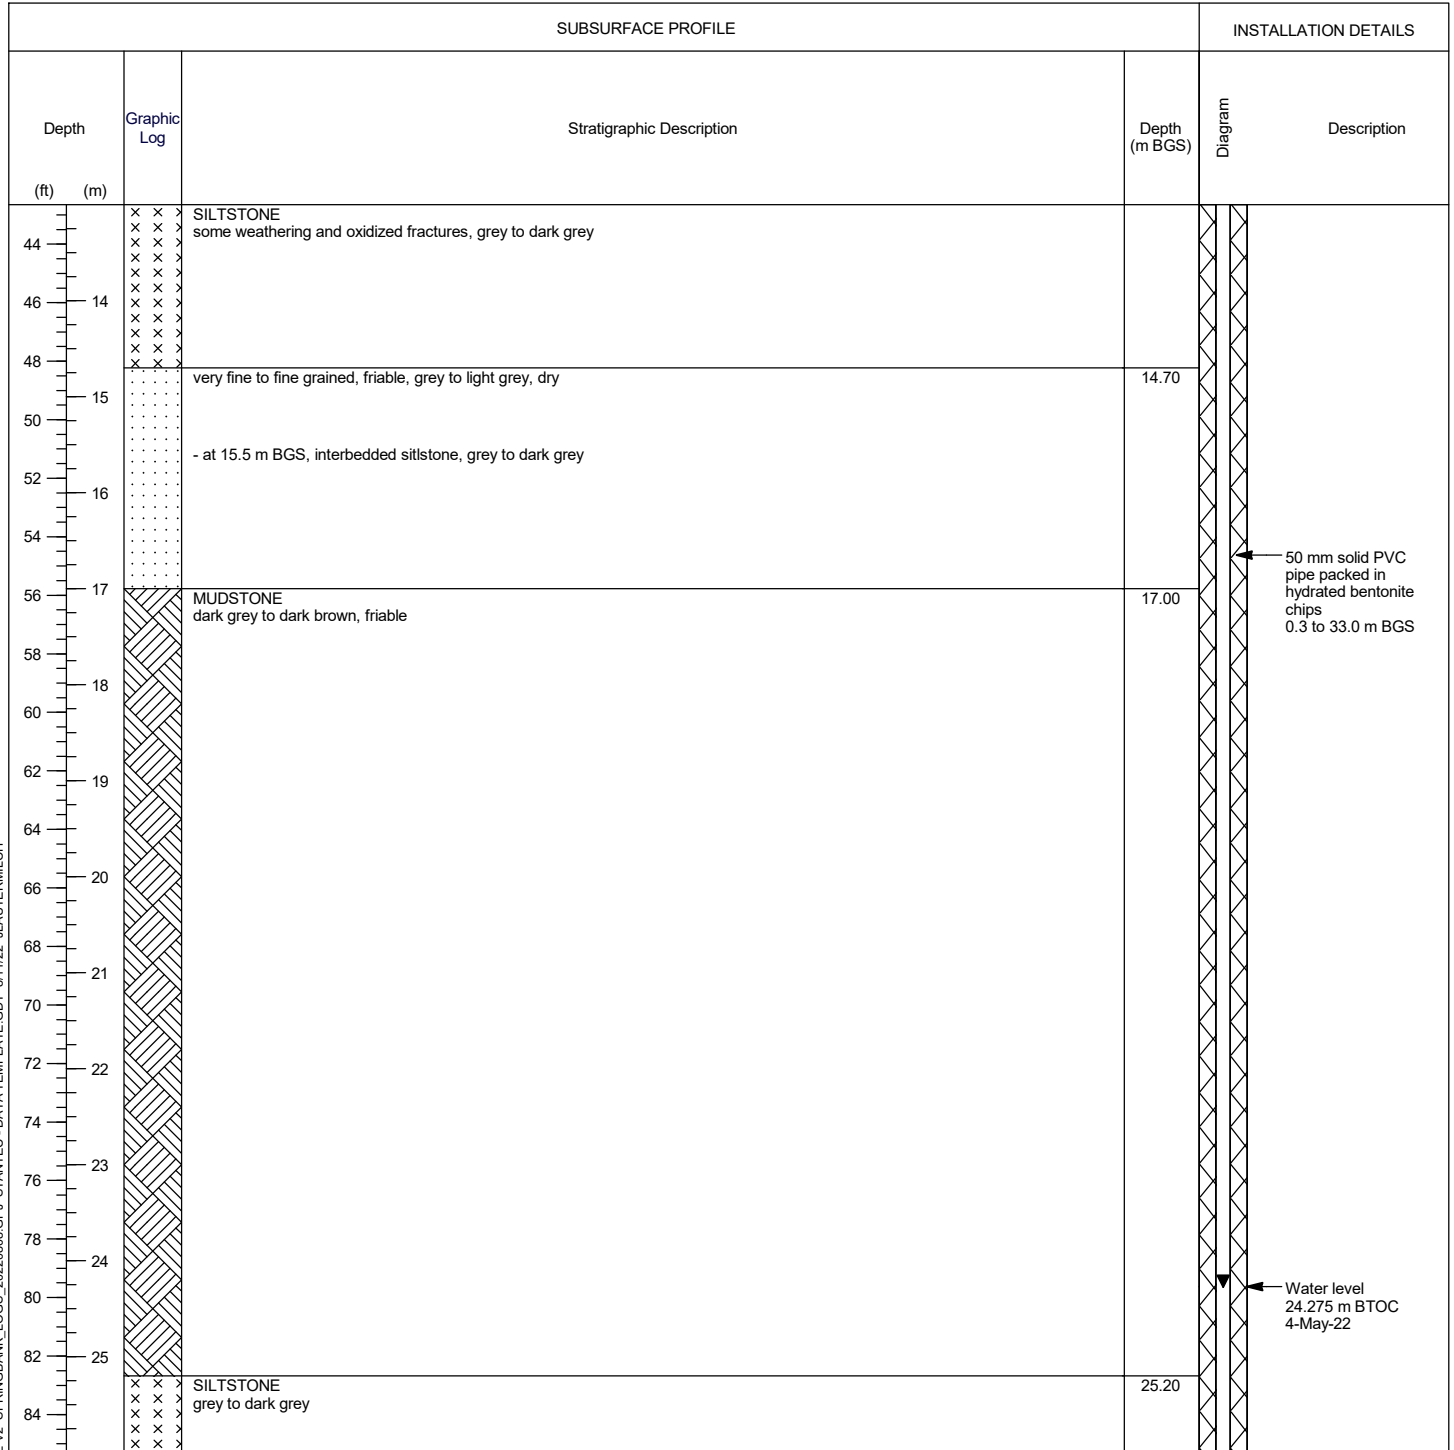 SUBSURFACE PROFILE
INSTALLATION DETAILS
Depth
Graphic
Log
Stratigraphic Description
Depth
(m BGS)
Diagram
Description
(ft) (m)
SILTSTONE
some weathering and oxidized fractures, grey to dark grey
44
46
14
48
very fine to fine grained, friable, grey to light grey, dry
14.70
15
50
- at 15.5 m BGS, interbedded sitlstone, grey to dark grey
52
16
54
50 mm solid PVC
pipe packed in
hydrated bentonite
chips
0.3 to 33.0 m BGS
17
56
MUDSTONE
17.00
dark grey to dark brown, friable
58
18
60
62
19
64
20
66
68
21
70
72
22
74
23
76
78
24
80
Water level
24.275 m BTOC
4-May-22
82
25
SILTSTONE
25.20
grey to dark grey
84